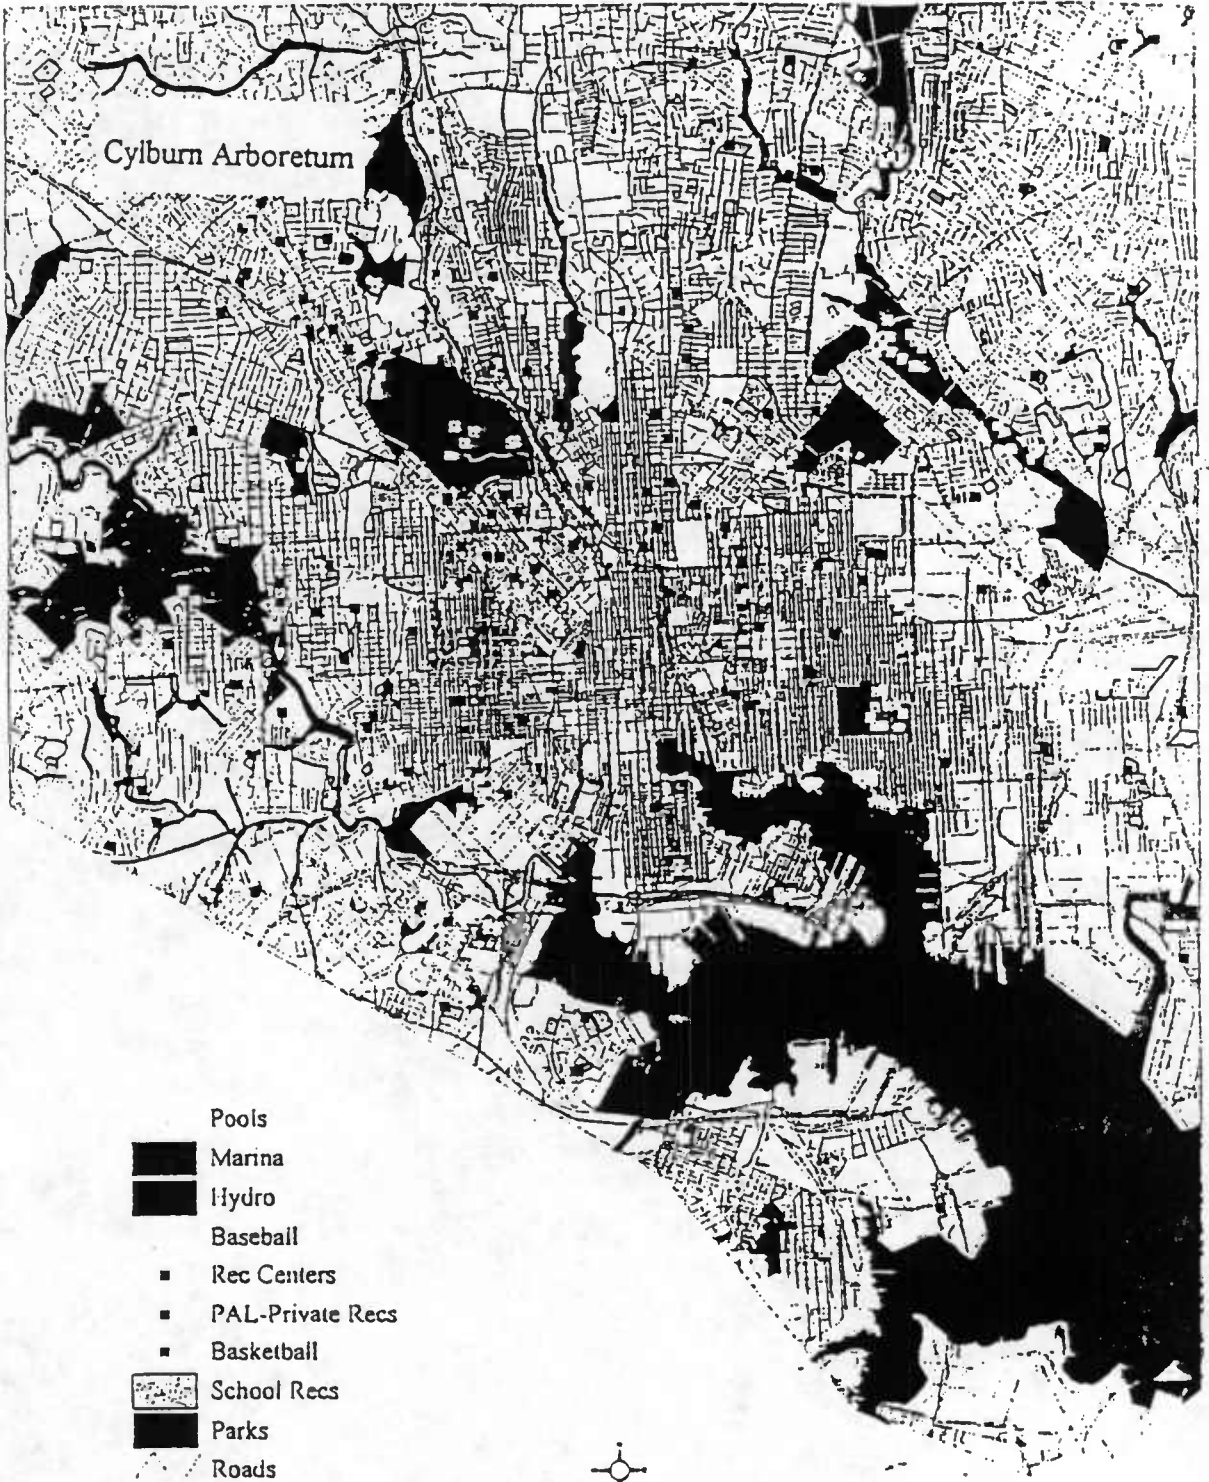 Cylburn Arboretum
Pools
Marina
Hydro
Baseball
Rec Centers
PAL-Private Recs
Basketball
School Recs
Parks
Roads